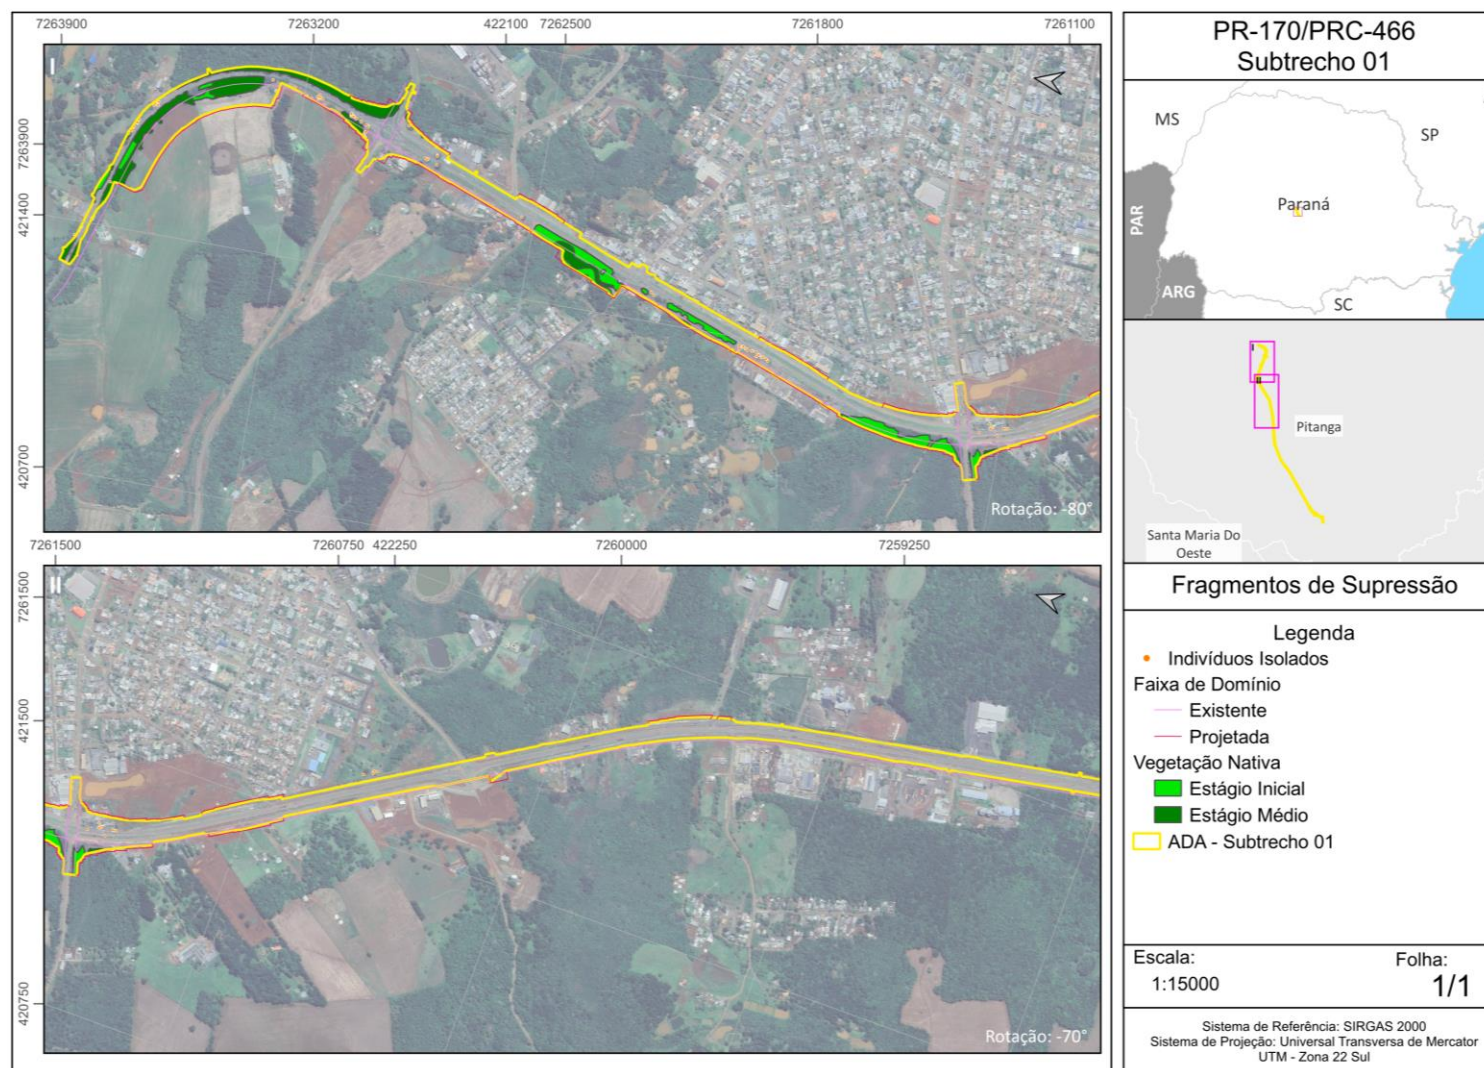 7263900
7263200
422100
7262500
7261800
7261100
I
7263900
421400
420700
Rotação: -80°
7261500
7260750
422250
7260000
7259250
II
7261500
421500
420750
Rotação: -70°
PR-170/PRC-466
Subtrecho 01
MS
SP
Paraná
PAR
ARG
SC
I
II
Pitanga
Santa Maria Do
Oeste
Fragmentos de Supressão
Legenda
Indivíduos Isolados
Faixa de Domínio
Existente
Projetada
Vegetação Nativa
Estágio Inicial
Estágio Médio
ADA - Subtrecho 01
Escala:
1:15000
Folha:
1/1
Sistema de Referência: SIRGAS 2000
Sistema de Projeção: Universal Transversa de Mercator
UTM - Zona 22 Sul